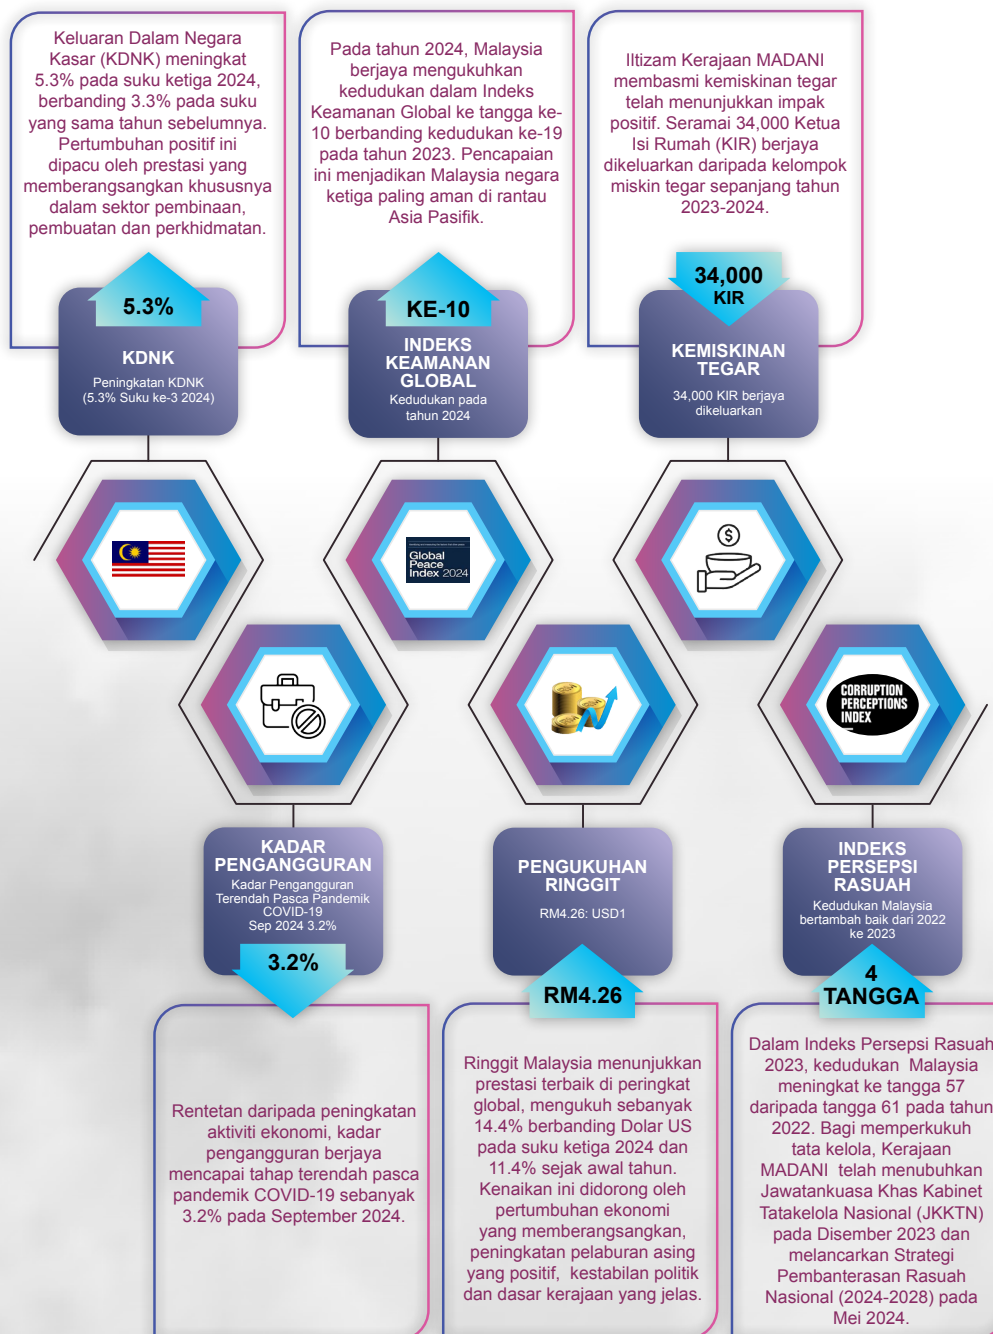 Keluaran Dalam Negara
Kasar (KDNK) meningkat
5.3% pada suku ketiga 2024,
berbanding 3.3% pada suku
yang sama tahun sebelumnya.
Pertumbuhan positif ini
dipacu oleh prestasi yang
memberangsangkan khususnya
dalam sektor pembinaan,
pembuatan dan perkhidmatan.
5.3%
KDNK
Peningkatan KDNK
(5.3% Suku ke-3 2024)
Pada tahun 2024, Malaysia
berjaya mengukuhkan
kedudukan dalam Indeks
Keamanan Global ke tangga ke-
10 berbanding kedudukan ke-19
pada tahun 2023. Pencapaian
ini menjadikan Malaysia negara
ketiga paling aman di rantau
Asia Pasifik.
KE-10
INDEKS
KEAMANAN
GLOBAL
Kedudukan pada
tahun 2024
Iltizam Kerajaan MADANI
membasmi kemiskinan tegar
telah menunjukkan impak
positif. Seramai 34,000 Ketua
Isi Rumah (KIR) berjaya
dikeluarkan daripada kelompok
miskin tegar sepanjang tahun
2023-2024.
34,000
KIR
KEMISKINAN
TEGAR
34,000 KIR berjaya
dikeluarkan
Global
Peace
Index 2024
$
CORRUPTION
PERCEPTIONS
INDEX
KADAR
PENGANGGURAN
Kadar Pengangguran
Terendah Pasca Pandemik
COVID-19
Sep 2024 3.2%
3.2%
Rentetan daripada peningkatan
aktiviti ekonomi, kadar
pengangguran berjaya
mencapai tahap terendah pasca
pandemik COVID-19 sebanyak
3.2% pada September 2024.
PENGUKUHAN
RINGGIT
RM4.26: USD1
RM4.26
Ringgit Malaysia menunjukkan
prestasi terbaik di peringkat
global, mengukuh sebanyak
14.4% berbanding Dolar US
pada suku ketiga 2024 dan
11.4% sejak awal tahun.
Kenaikan ini didorong oleh
pertumbuhan ekonomi
yang memberangsangkan,
peningkatan pelaburan asing
yang positif, kestabilan politik
dan dasar kerajaan yang jelas.
INDEKS
PERSEPSI
RASUAH
Kedudukan Malaysia
bertambah baik dari 2022
ke 2023
4
TANGGA
Dalam Indeks Persepsi Rasuah
2023, kedudukan Malaysia
meningkat ke tangga 57
daripada tangga 61 pada tahun
2022. Bagi memperkukuh
tata kelola, Kerajaan
MADANI telah menubuhkan
Jawatankuasa Khas Kabinet
Tatakelola Nasional (JKKTN)
pada Disember 2023 dan
melancarkan Strategi
Pembanterasan Rasuah
Nasional (2024-2028) pada
Mei 2024.